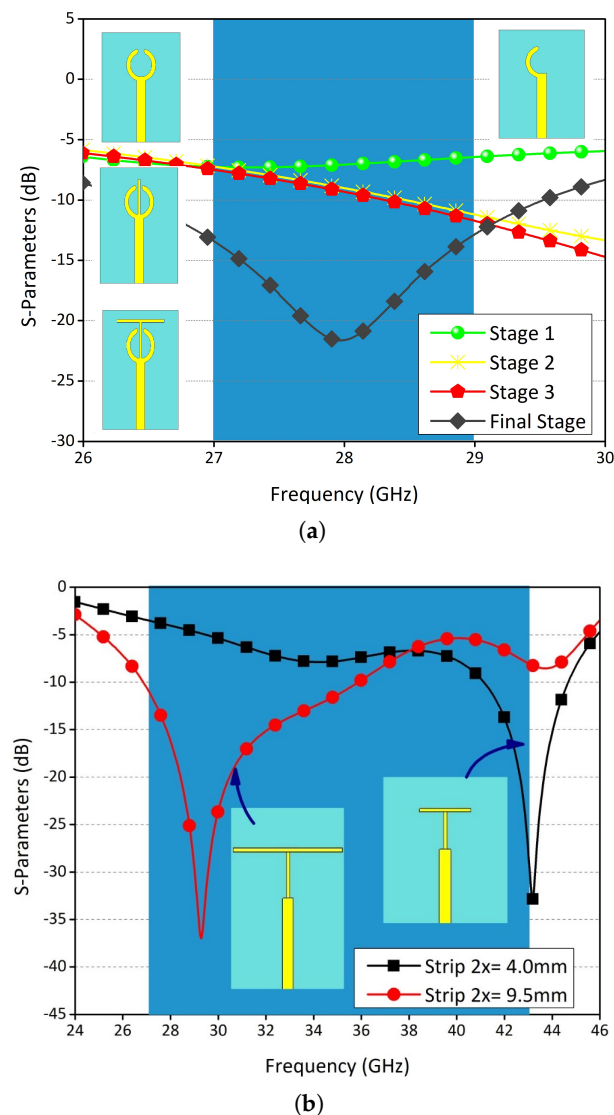 5
0
-5
-10
-15
-20
-25
-30
S-Parameters (dB)
Stage 1
Stage 2
Stage 3
Final Stage
26 27 28 29 30
Frequency (GHz)
(a)
0
-5
-10
-15
-20
-25
-30
-35
-40
-45
S-Parameters (dB)
Strip 2x= 4.0mm
Strip 2x= 9.5mm
24 26 28 30 32 34 36 38 40 42 44 46
Frequency (GHz)
(b)